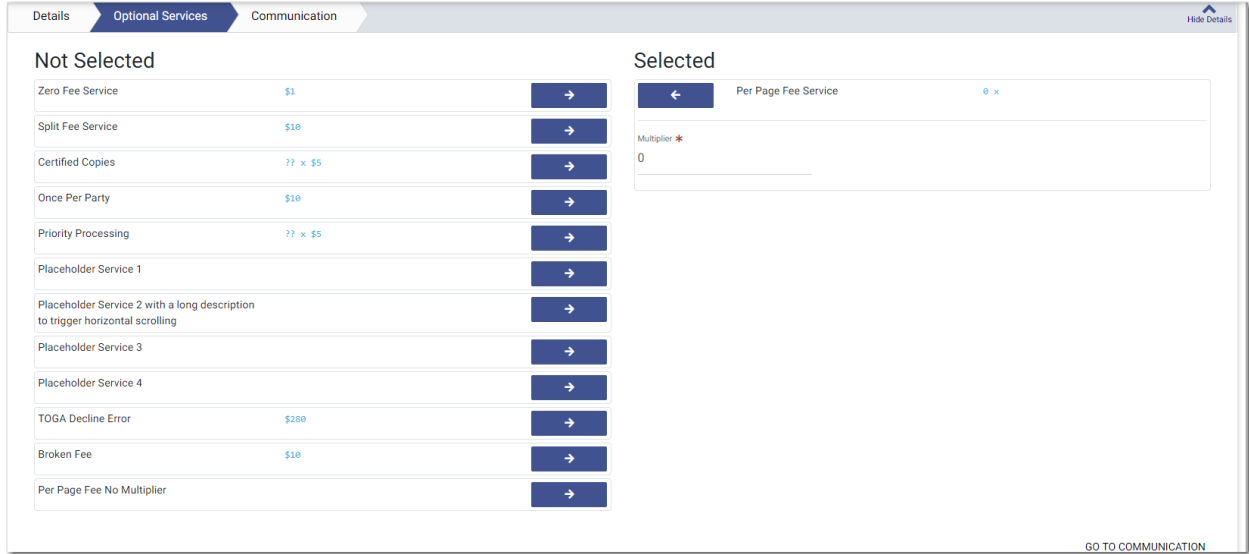 Details
Optional Services
Communication
Hide Details
Not Selected
Zero Fee Service $1
Split Fee Service $10
Certified Copies ?? x $5
Once Per Party $10
Priority Processing ?? x $5
Placeholder Service 1
Placeholder Service 2 with a long description
to trigger horizontal scrolling
Placeholder Service 3
Placeholder Service 4
TOGA Decline Error $280
Broken Fee $10
Per Page Fee No Multiplier
Selected
Per Page Fee Service 0 x
Multiplier *
0
GO TO COMMUNICATION